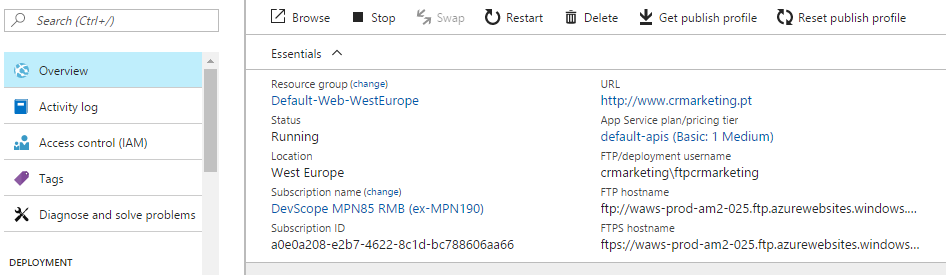 Search (Ctrl+/)
Overview
Activity log
Access control (IAM)
Tags
Diagnose and solve problems
DEPLOYMENT
Browse Stop Swap Restart Delete Get publish profile Reset publish profile
Essentials
Resource group (change)
Default-Web-WestEurope
Status
Running
Location
West Europe
Subscription name (change)
DevScope MPN85 RMB (ex-MPN190)
Subscription ID
a0e0a208-e2b7-4622-8c1d-bc788606aa66
URL
http://www.crmarketing.pt
App Service plan/pricing tier
default-apis (Basic: 1 Medium)
FTP/deployment username
crmarketing\ftpcrmarketing
FTP hostname
ftp://waws-prod-am2-025.ftp.azurewebsites.windows....
FTPS hostname
ftps://waws-prod-am2-025.ftp.azurewebsites.windows...